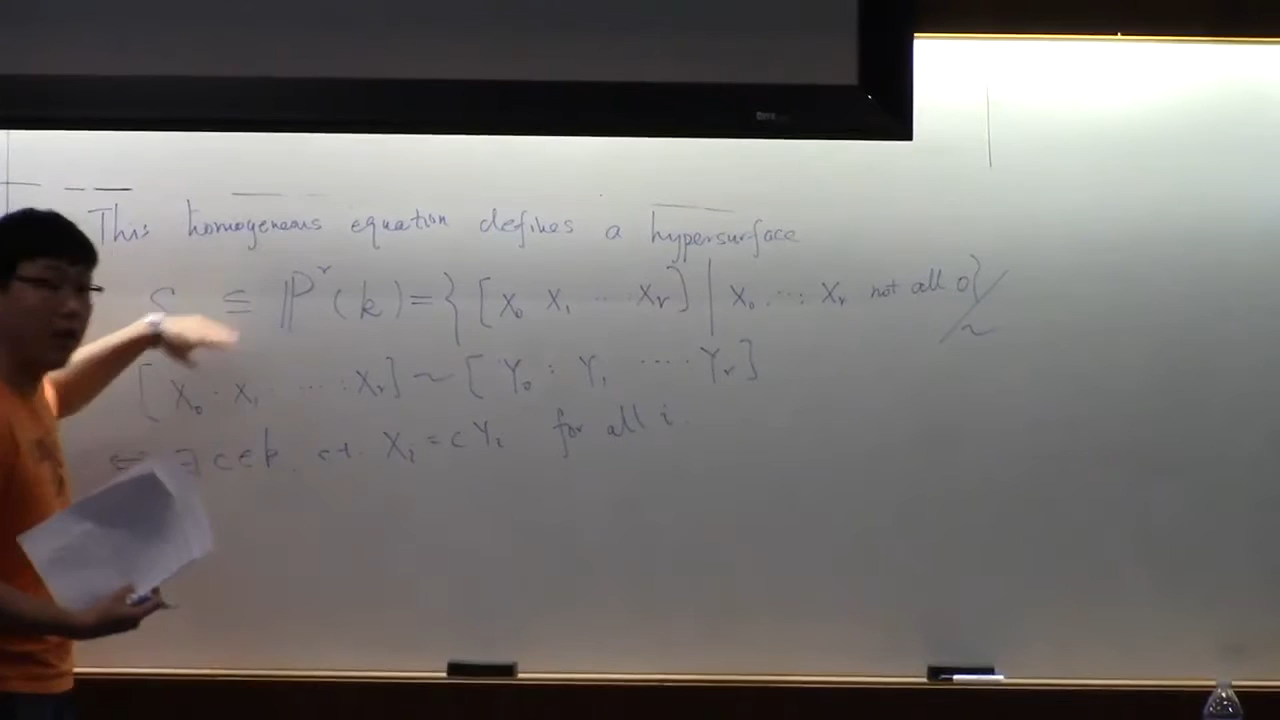 This homogeneous equation defines a hypersurface
S ⊆ ℙ^r(k) = { [X₀ X₁ ⋯ X_r] | X₀ ⋯ : X_r not all 0} / ~
[X₀ : X₁ ⋯ : X_r] ~ [Y₀ : Y₁ ⋯ Y_r]
⇔ ∃ c ∈ k. s.t. X_i = c Y_i for all i.